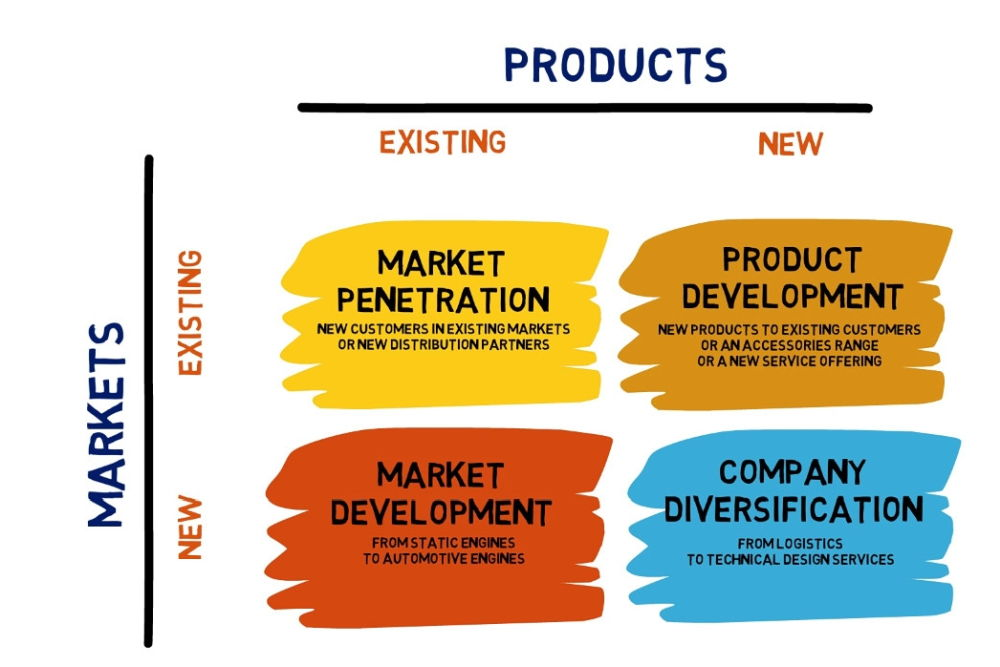 PRODUCTS
EXISTING
NEW
MARKETS
EXISTING
NEW
MARKET
PENETRATION
NEW CUSTOMERS IN EXISTING MARKETS
OR NEW DISTRIBUTION PARTNERS
PRODUCT
DEVELOPMENT
NEW PRODUCTS TO EXISTING CUSTOMERS
OR AN ACCESSORIES RANGE
OR A NEW SERVICE OFFERING
MARKET
DEVELOPMENT
FROM STATIC ENGINES
TO AUTOMOTIVE ENGINES
COMPANY
DIVERSIFICATION
FROM LOGISTICS
TO TECHNICAL DESIGN SERVICES